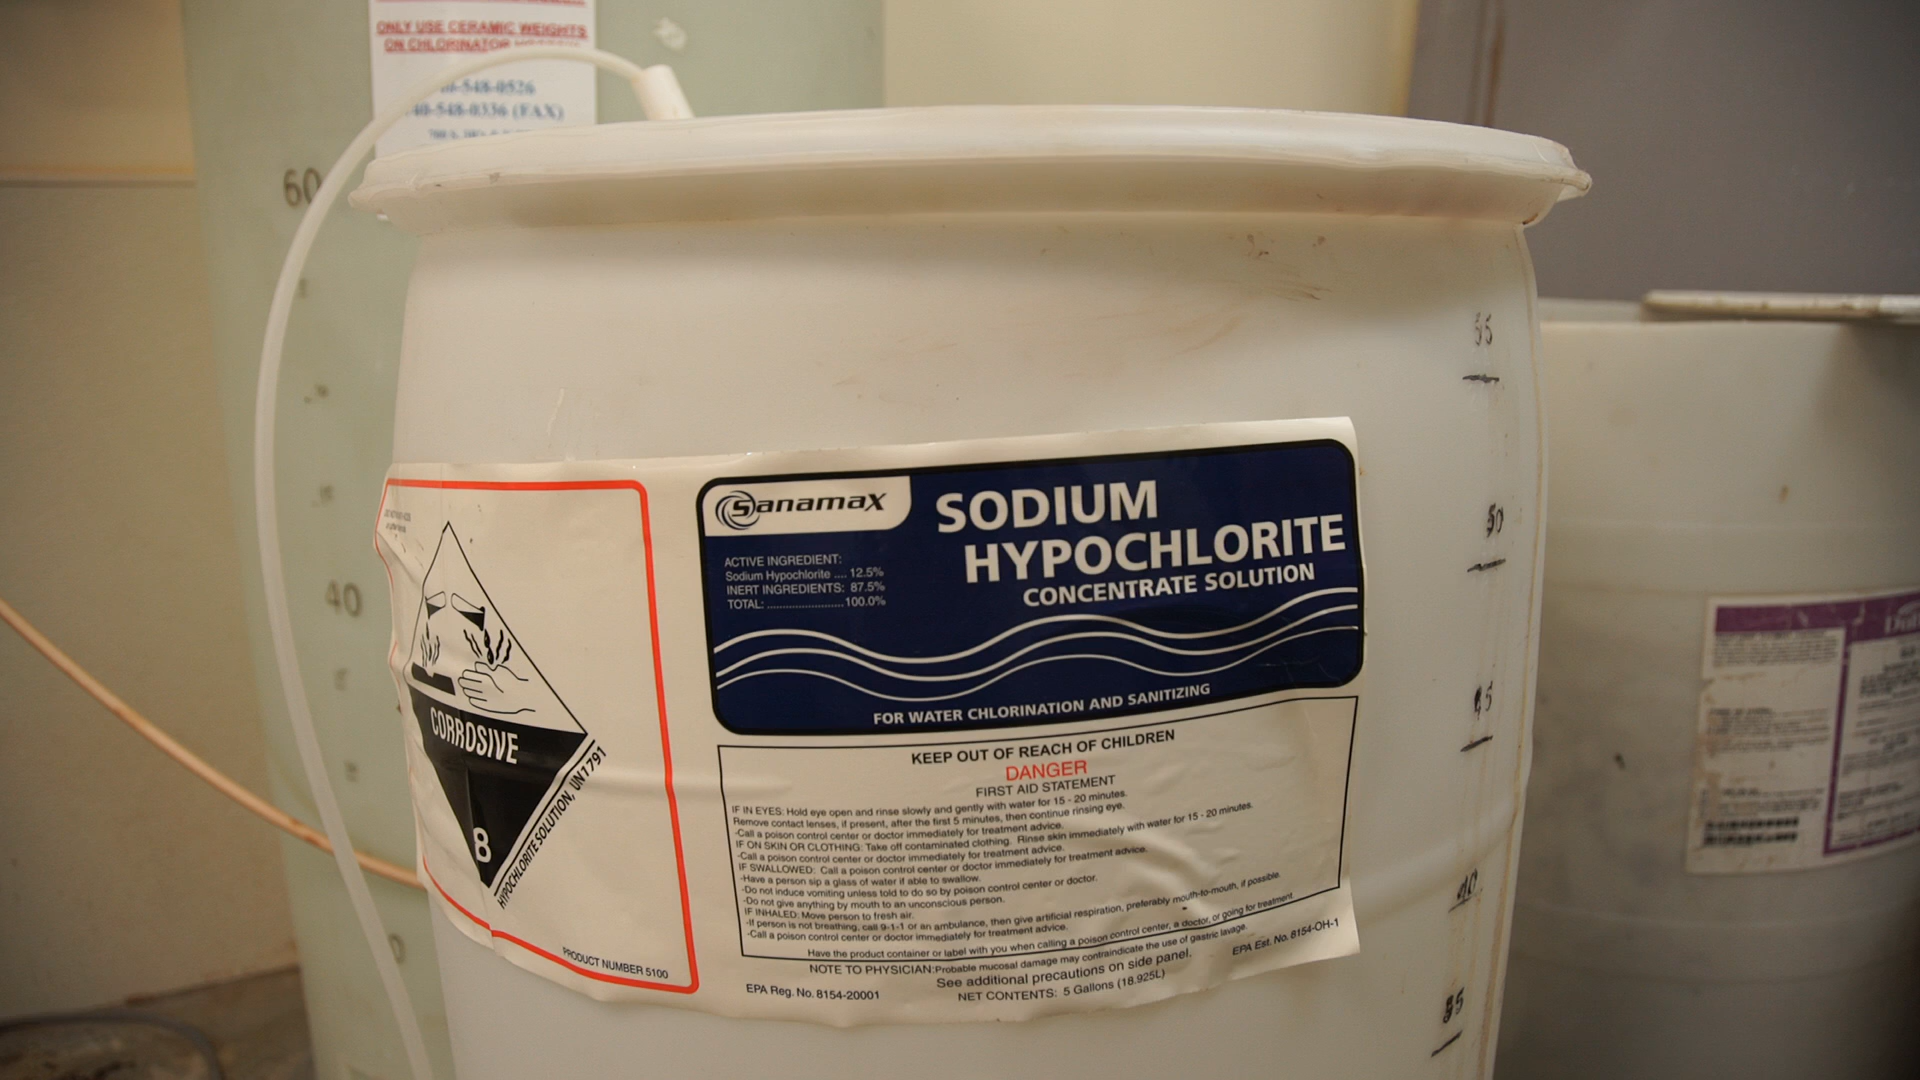 ONLY USE CERAMIC WEIGHTS
ON CHLORINATOR
-548-0526
40-548-0336 (FAX)
60
40
55
50
45
40
35
Sanamax
SODIUM
HYPOCHLORITE
CONCENTRATE SOLUTION
ACTIVE INGREDIENT:
Sodium Hypochlorite .... 12.5%
INERT INGREDIENTS: 87.5%
TOTAL: ........................ 100.0%
FOR WATER CHLORINATION AND SANITIZING
CORROSIVE
8
HYPOCHLORITE SOLUTION, UN1791
PRODUCT NUMBER 5100
KEEP OUT OF REACH OF CHILDREN
DANGER
FIRST AID STATEMENT
IF IN EYES: Hold eye open and rinse slowly and gently with water for 15 - 20 minutes.
Remove contact lenses, if present, after the first 5 minutes, then continue rinsing eye.
-Call a poison control center or doctor immediately for treatment advice.
IF ON SKIN OR CLOTHING: Take off contaminated clothing. Rinse skin immediately with water for 15 - 20 minutes.
-Call a poison control center or doctor immediately for treatment advice.
IF SWALLOWED: Call a poison control center or doctor immediately for treatment advice.
-Have a person sip a glass of water if able to swallow.
-Do not induce vomiting unless told to do so by poison control center or doctor.
-Do not give anything by mouth to an unconscious person.
IF INHALED: Move person to fresh air.
-If person is not breathing, call 9-1-1 or an ambulance, then give artificial respiration, preferably mouth-to-mouth, if possible.
-Call a poison control center or doctor immediately for treatment advice.
Have the product container or label with you when calling a poison control center, a doctor, or going for treatment
NOTE TO PHYSICIAN: Probable mucosal damage may contraindicate the use of gastric lavage.
See additional precautions on side panel.
EPA Reg. No. 8154-20001
NET CONTENTS: 5 Gallons (18.925L)
EPA Est. No. 8154-OH-1